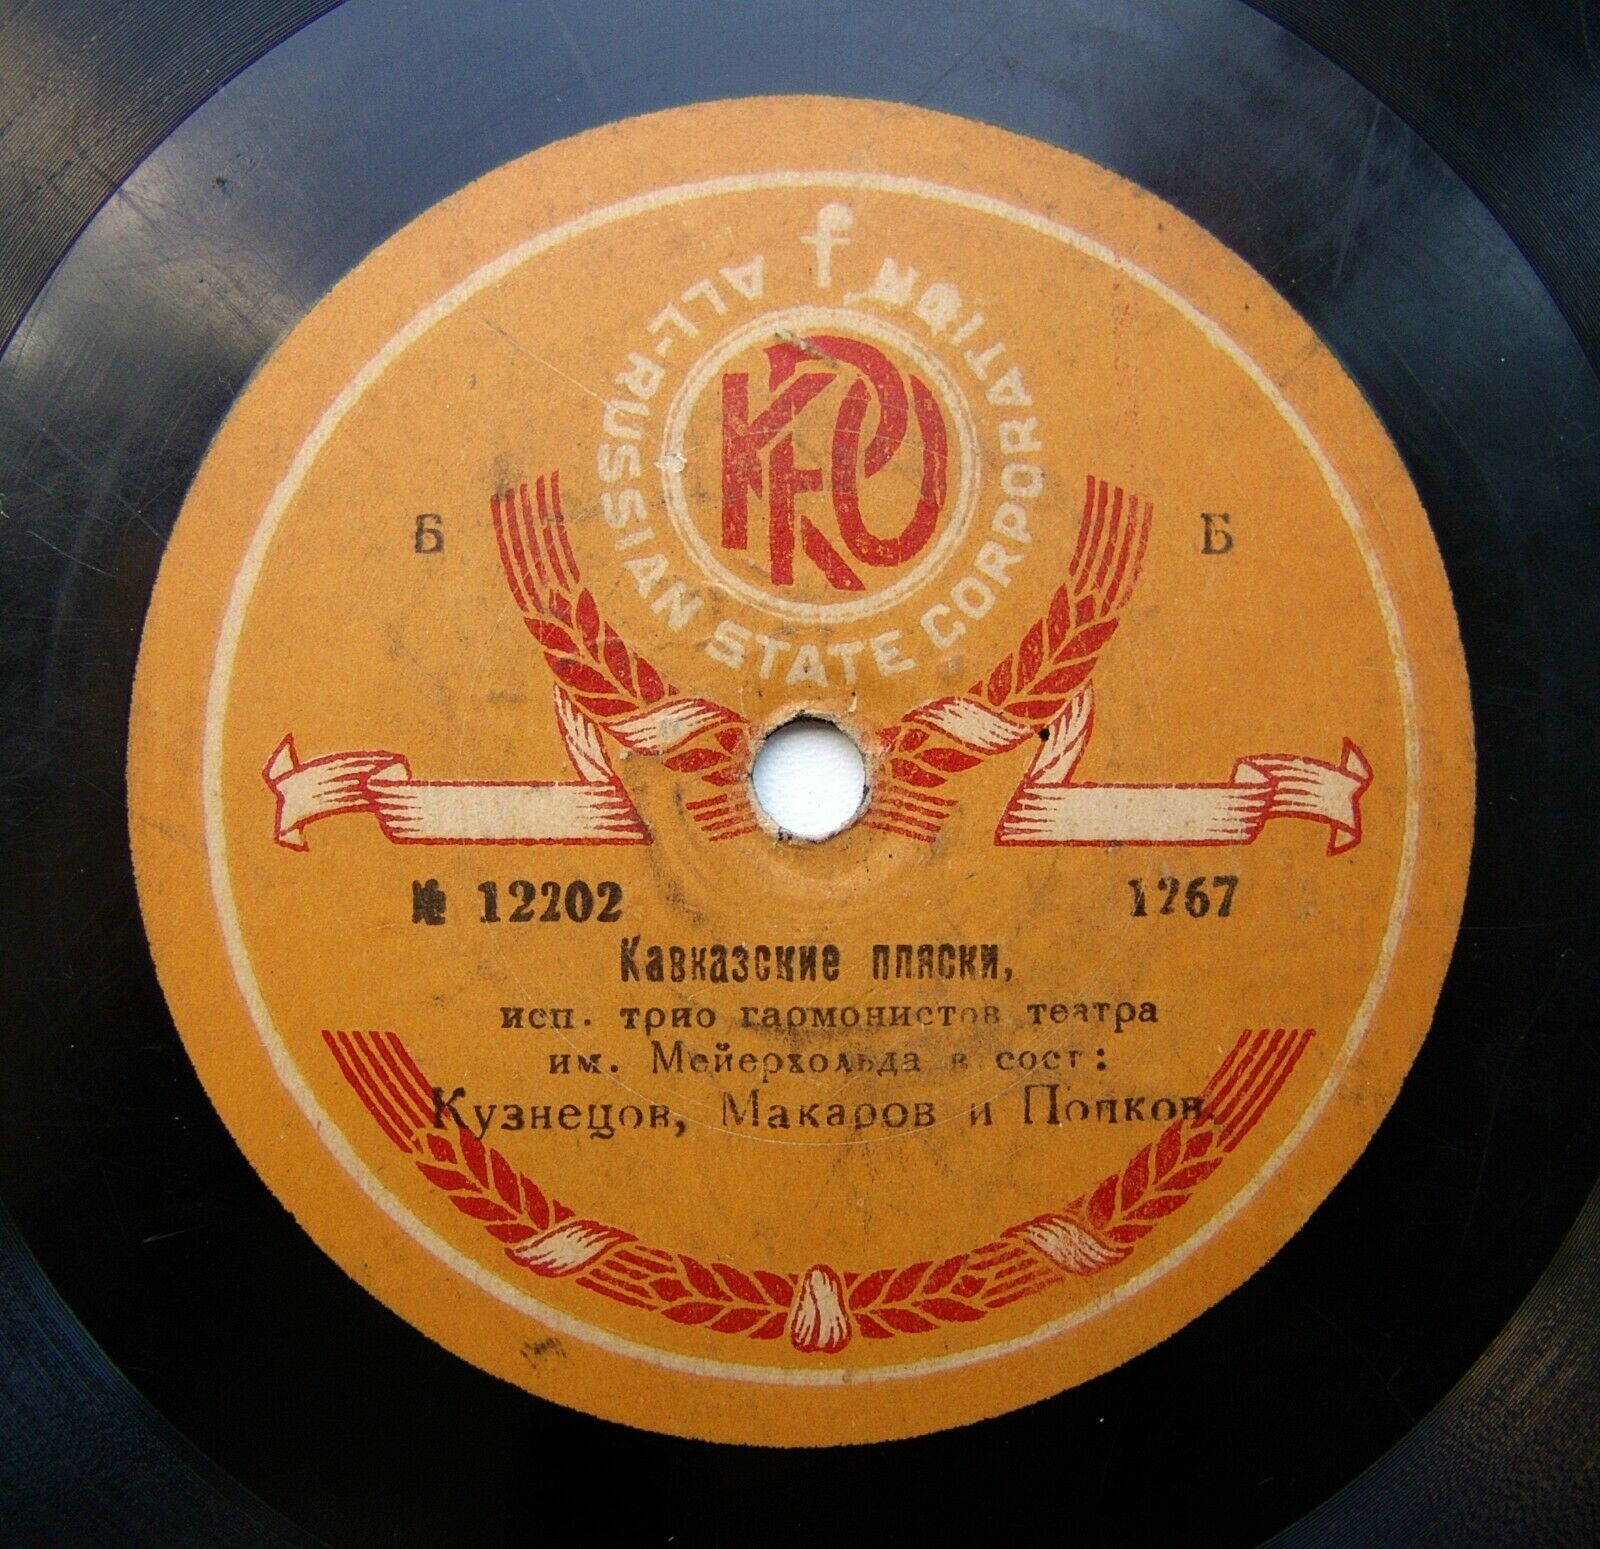 ALL-RUSSIAN STATE CORPORATION
Б Б
№ 12202 1267
Кавказские пляски,
исп. трио гармонистов театра
им. Мейерхольда в сост:
Кузнецов, Макаров и Попков.